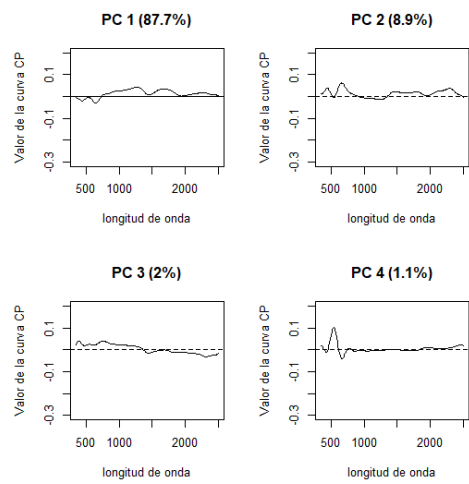 PC 1 (87.7%)
Valor de la curva CP
0.1
-0.1
-0.3
500 1000 2000
longitud de onda
PC 2 (8.9%)
Valor de la curva CP
0.1
-0.1
-0.3
500 1000 2000
longitud de onda
PC 3 (2%)
Valor de la curva CP
0.1
-0.1
-0.3
500 1000 2000
longitud de onda
PC 4 (1.1%)
Valor de la curva CP
0.1
-0.1
-0.3
500 1000 2000
longitud de onda